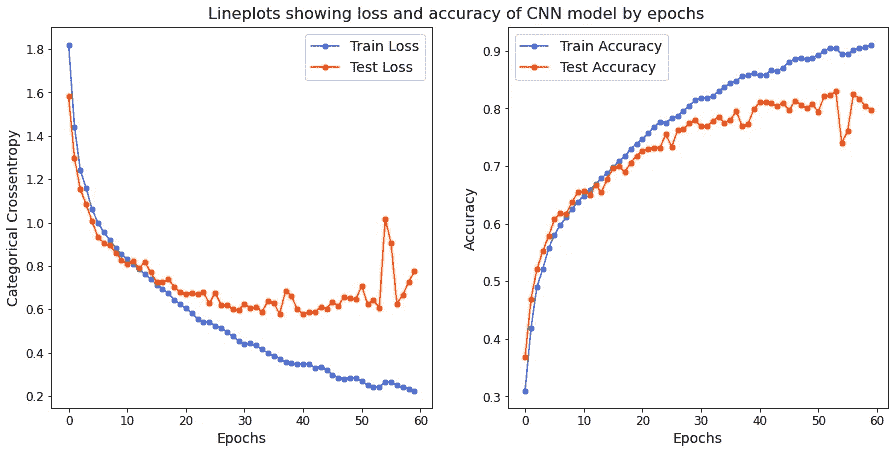 Lineplots showing loss and accuracy of CNN model by epochs
Train Loss
Test Loss
Categorical Crossentropy
1.8
1.6
1.4
1.2
1.0
0.8
0.6
0.4
0.2
0 10 20 30 40 50 60
Epochs
Train Accuracy
Test Accuracy
Accuracy
0.9
0.8
0.7
0.6
0.5
0.4
0.3
0 10 20 30 40 50 60
Epochs